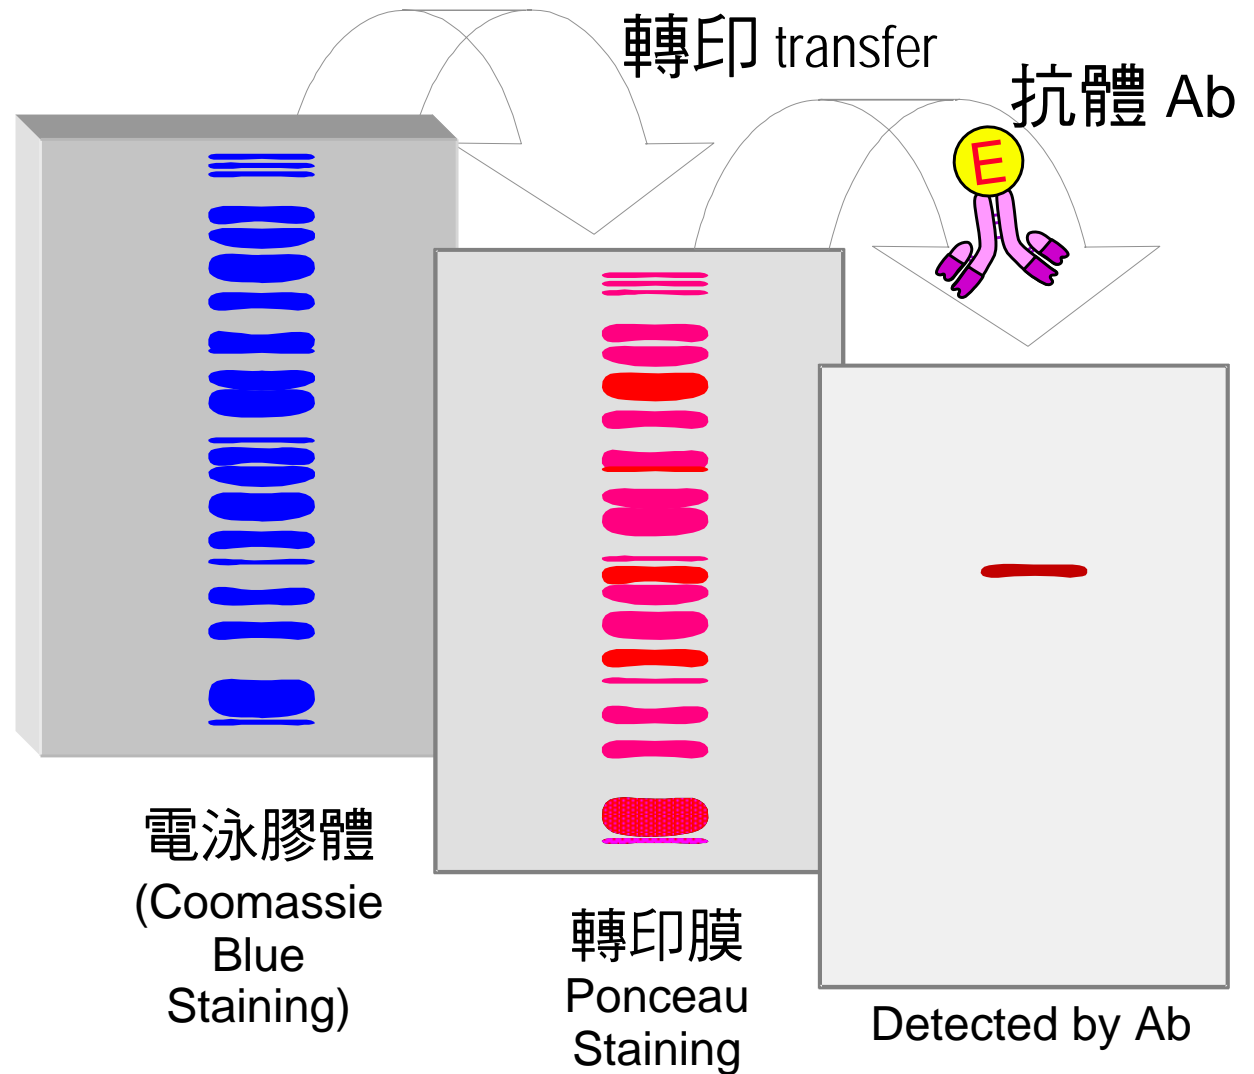 轉印 transfer
抗體 Ab
E
電泳膠體
(Coomassie
Blue
Staining)
轉印膜
Ponceau
Staining
Detected by Ab